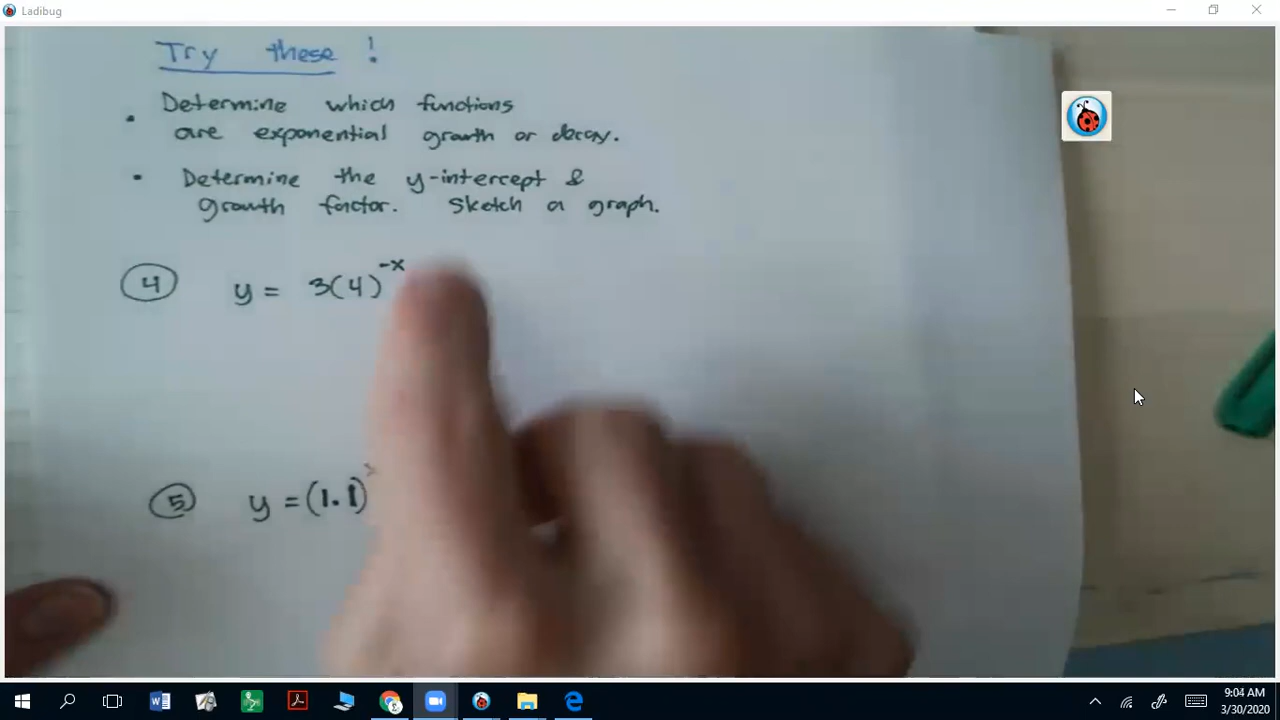 Ladibug
Try these!
• Determine which functions
are exponential growth or decay.
• Determine the y-intercept &
growth factor. Sketch a graph.
4 y = 3(4)^-x
5 y = (1.1)
9:04 AM
3/30/2020